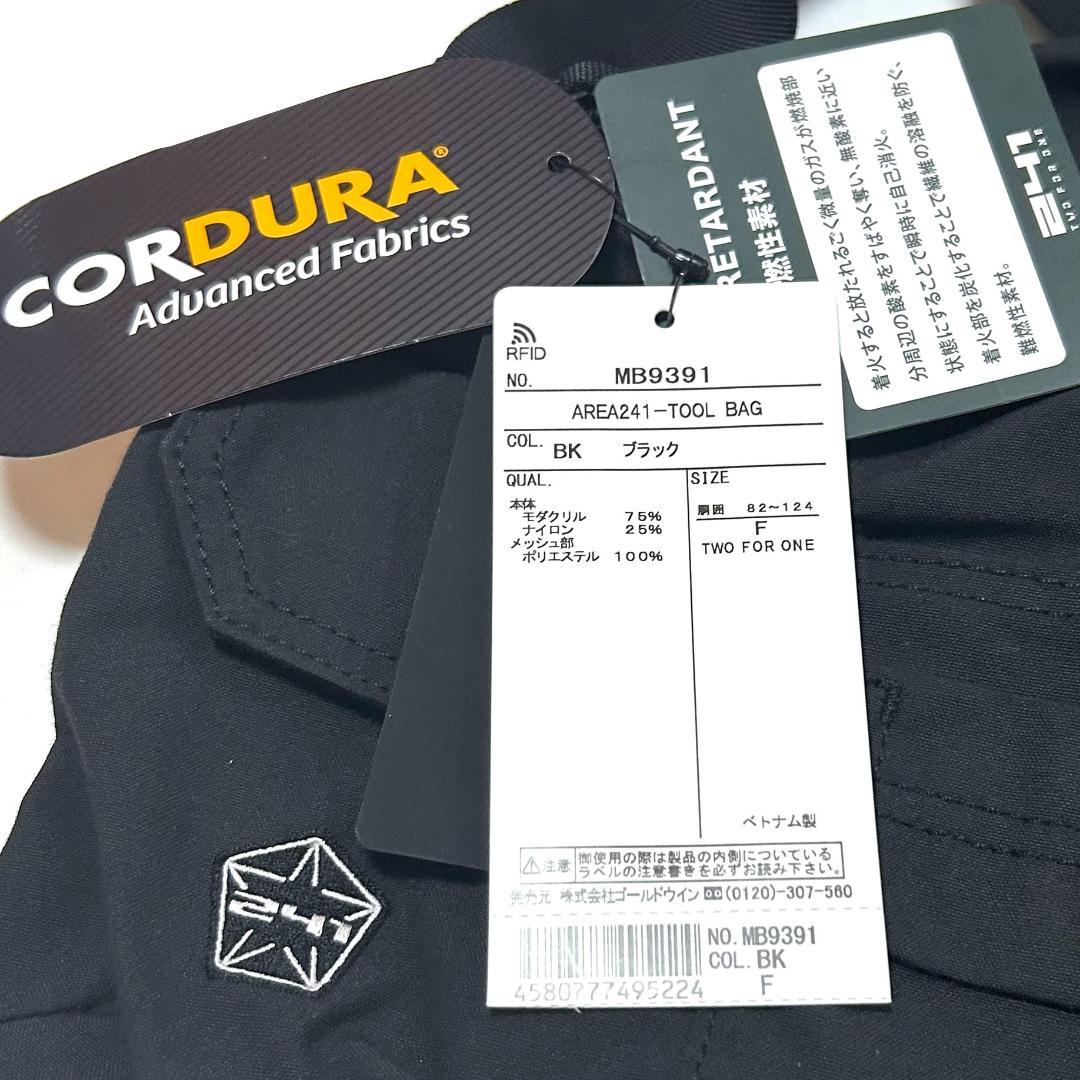 CORDURA®
Advanced Fabrics
RETARDANT
燃性素材
着火すると放たれるごく微量のガスが燃焼部
分周辺の酸素をすばやく奪い、無酸素に近い
状態にすることで瞬時に自己消火。
着火部を炭化することで繊維の溶融を防ぐ、
難燃性素材。
241
TWO FOR ONE
RFID
NO. MB9391
AREA241-TOOL BAG
COL. BK ブラック
QUAL.
本体
モダクリル 75%
ナイロン 25%
メッシュ部
ポリエステル 100%
SIZE
胴囲 82~124
F
TWO FOR ONE
ベトナム製
注意 御使用の際は製品の内側についている
ラベルの注意書きを必ずお読み下さい。
発売元 株式会社ゴールドウイン (0120)-307-560
NO. MB9391
COL. BK
F
4580777495224
241